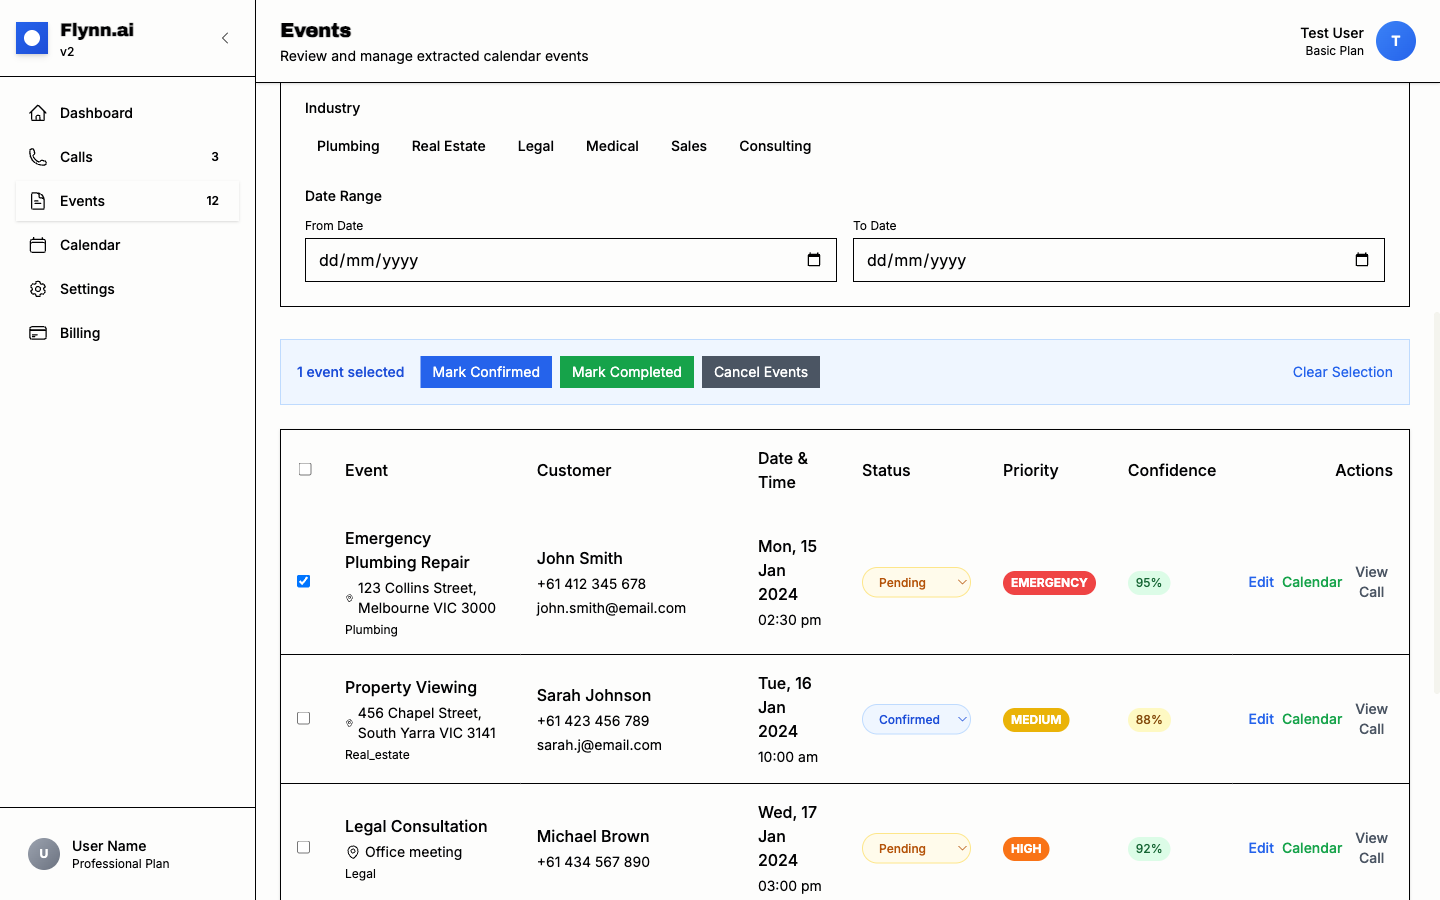 Flynn.ai
v2
Dashboard
Calls 3
Events 12
Calendar
Settings
Billing
U
User Name
Professional Plan
Events
Review and manage extracted calendar events
Test User
Basic Plan
T
Industry
Plumbing Real Estate Legal Medical Sales Consulting
Date Range
From Date
dd/mm/yyyy
To Date
dd/mm/yyyy
1 event selected Mark Confirmed Mark Completed Cancel Events Clear Selection
Event Customer Date & Time Status Priority Confidence Actions
Emergency
Plumbing Repair
123 Collins Street,
Melbourne VIC 3000
Plumbing
John Smith
+61 412 345 678
john.smith@email.com
Mon, 15
Jan
2024
02:30 pm
Pending
EMERGENCY
95%
Edit Calendar View Call
Property Viewing
456 Chapel Street,
South Yarra VIC 3141
Real_estate
Sarah Johnson
+61 423 456 789
sarah.j@email.com
Tue, 16
Jan
2024
10:00 am
Confirmed
MEDIUM
88%
Edit Calendar View Call
Legal Consultation
Office meeting
Legal
Michael Brown
+61 434 567 890
Wed, 17
Jan
2024
03:00 pm
Pending
HIGH
92%
Edit Calendar View Call